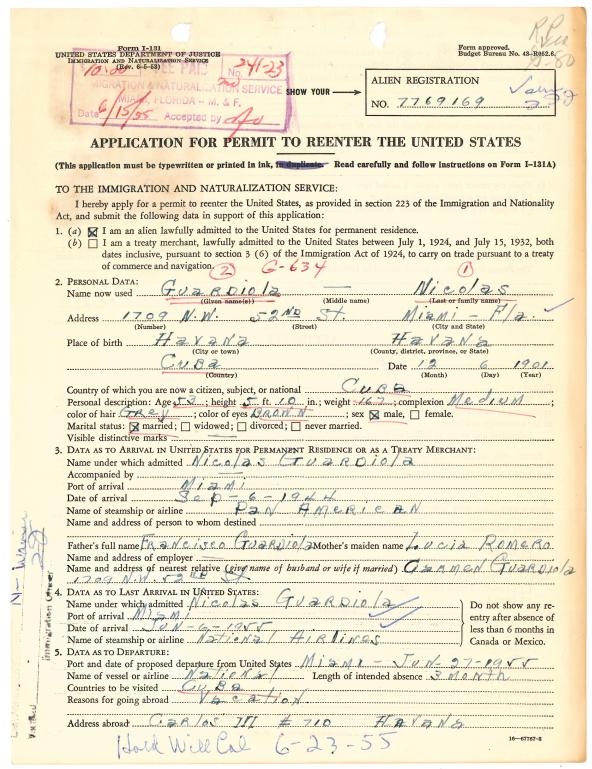 Form I-131
UNITED STATES DEPARTMENT OF JUSTICE
IMMIGRATION AND NATURALIZATION SERVICE
(Rev. 6-5-53)
Form approved.
Budget Bureau No. 43-R062.6.
10.00 PAID No. 241-23
IMMIGRATION & NATURALIZATION SERVICE
MIAMI, FLORIDA - M. & F.
Date 6/15/55 Accepted by
SHOW YOUR
ALIEN REGISTRATION
NO. 7769169
APPLICATION FOR PERMIT TO REENTER THE UNITED STATES
(This application must be typewritten or printed in ink, in duplicate. Read carefully and follow instructions on Form I-131A)
TO THE IMMIGRATION AND NATURALIZATION SERVICE:
I hereby apply for a permit to reenter the United States, as provided in section 223 of the Immigration and Nationality
Act, and submit the following data in support of this application:
1. (a) I am an alien lawfully admitted to the United States for permanent residence.
(b) I am a treaty merchant, lawfully admitted to the United States between July 1, 1924, and July 15, 1932, both
dates inclusive, pursuant to section 3 (6) of the Immigration Act of 1924, to carry on trade pursuant to a treaty
of commerce and navigation. (2) G-634 (1)
2. PERSONAL DATA:
Name now used Guardiola — Nicolas
(Given name(s)) (Middle name) (Last or family name)
Address 1709 N.W. 52ND St. Miami - Fla.
(Number) (Street) (City and State)
Place of birth Havana Havana
(City or town) (County, district, province, or State)
Cuba Date 12 6 1901
(Country) (Month) (Day) (Year)
Country of which you are now a citizen, subject, or national Cuba
Personal description: Age 53; height 5 ft. 10 in.; weight 167; complexion Medium;
color of hair Grey; color of eyes Brown; sex male, female.
Marital status: married; widowed; divorced; never married.
Visible distinctive marks —
3. DATA AS TO ARRIVAL IN UNITED STATES FOR PERMANENT RESIDENCE OR AS A TREATY MERCHANT:
Name under which admitted Nicolas Guardiola
Accompanied by —
Port of arrival Miami
Date of arrival Sep - 6 - 1944
Name of steamship or airline Pan American
Name and address of person to whom destined
Father's full name Francisco Guardiola Mother's maiden name Lucia Romero
Name and address of employer
Name and address of nearest relative (give name of husband or wife if married) Carmen Guardiola
1709 N.W. 52nd St
4. DATA AS TO LAST ARRIVAL IN UNITED STATES:
Name under which admitted Nicolas Guardiola
Port of arrival Miami
Date of arrival Jun - 6 - 1955
Name of steamship or airline National Airlines
Do not show any re-
entry after absence of
less than 6 months in
Canada or Mexico.
5. DATA AS TO DEPARTURE:
Port and date of proposed departure from United States Miami - Jun - 27 - 1955
Name of vessel or airline National Length of intended absence 3 Month
Countries to be visited Cuba
Reasons for going abroad Vacation
Address abroad Carlos III # 710 Havana
16—67767-2
Hold Will Cal 6-23-55
Immigration Officer